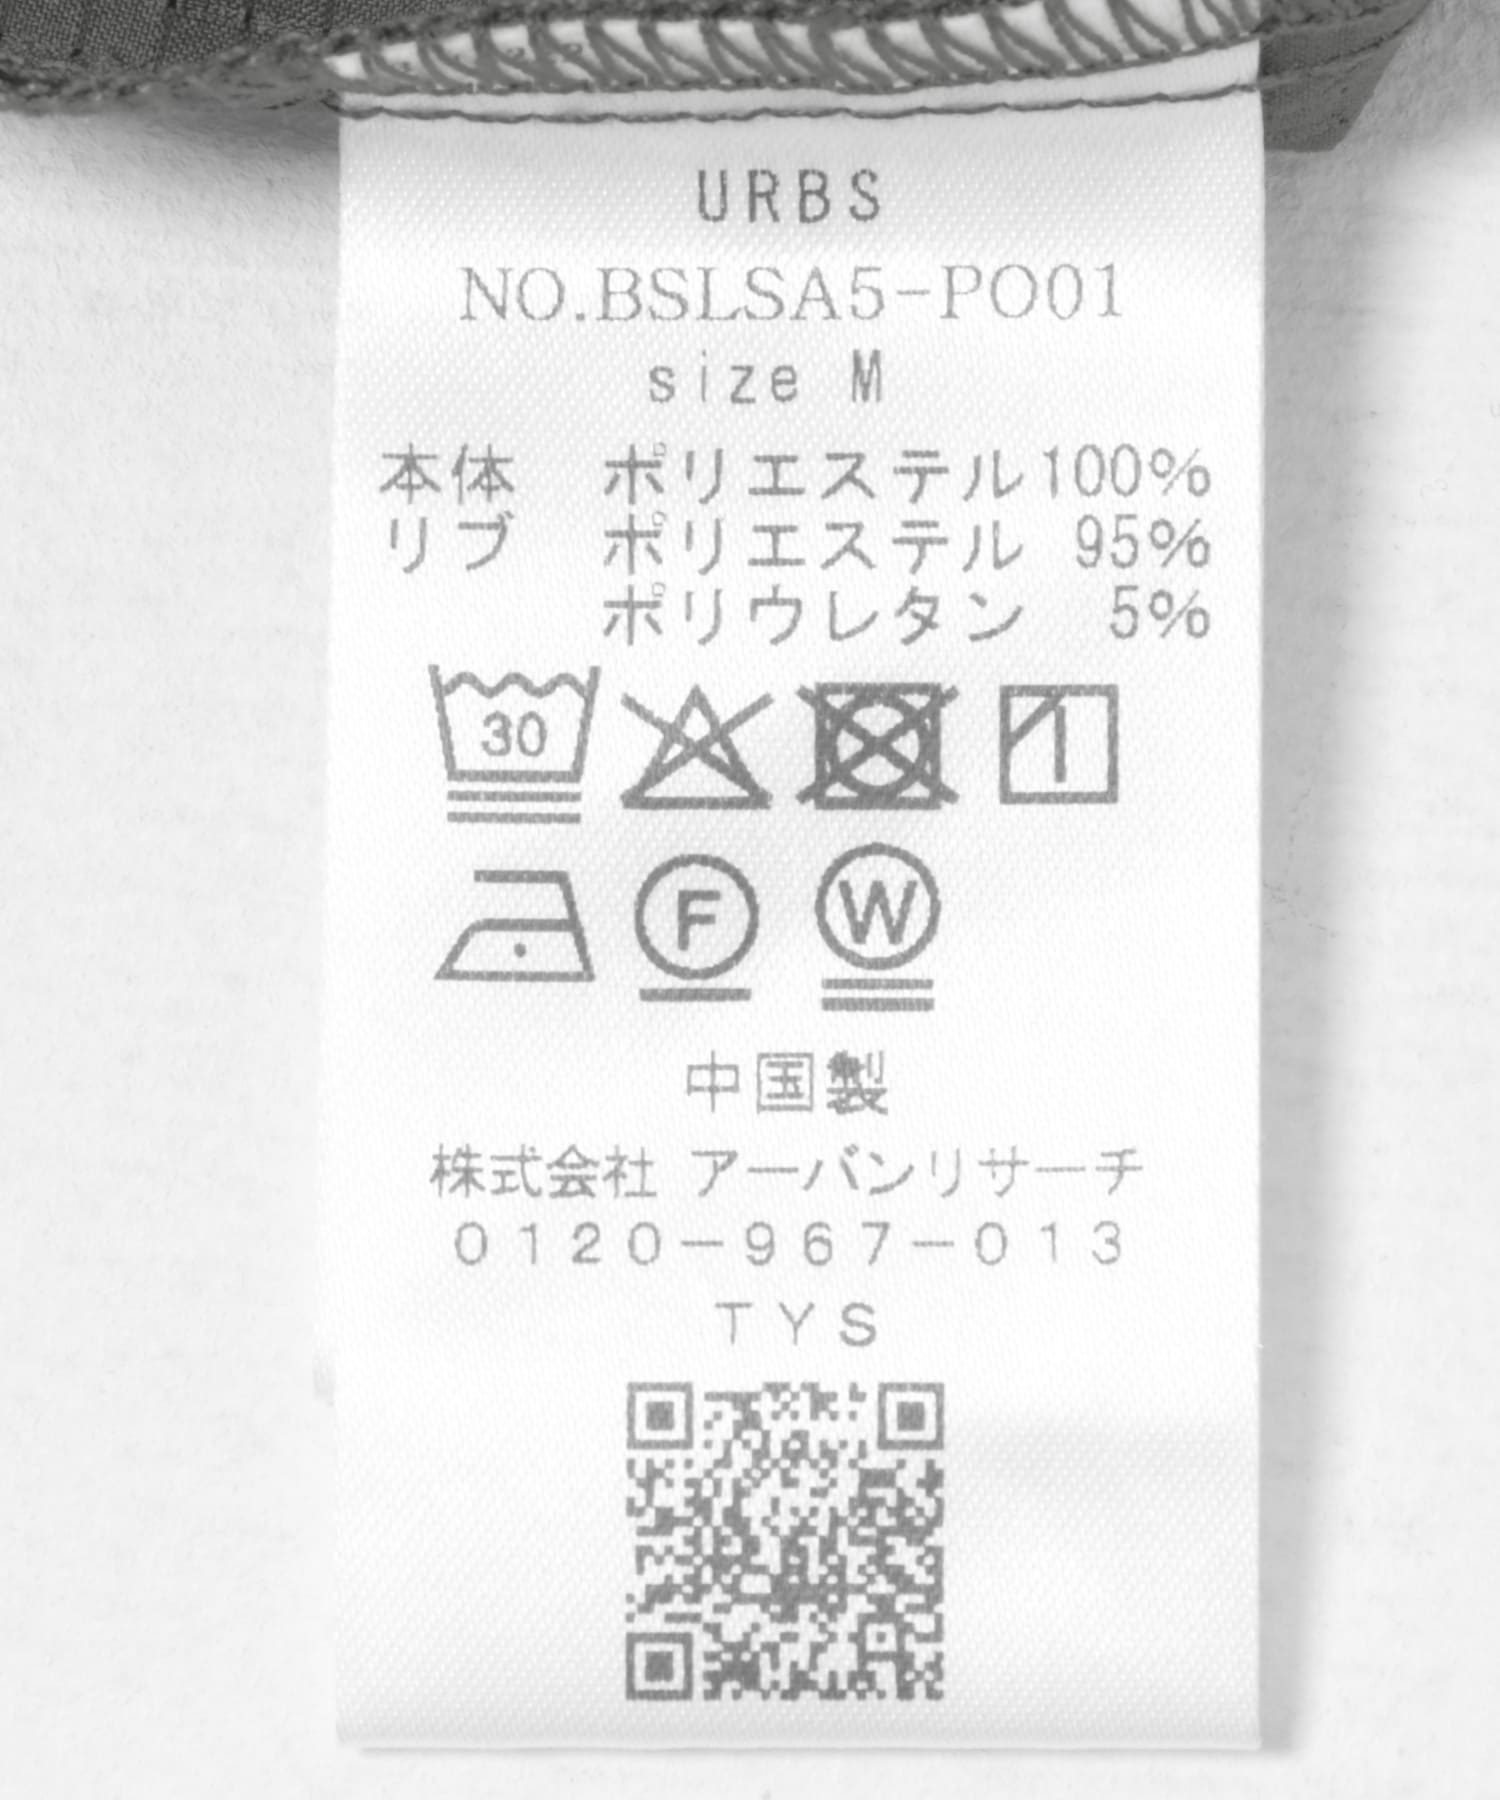 URBS
NO.BSLSA5-PO01
size M
本体 ポリエステル100%
リブ ポリエステル 95%
ポリウレタン 5%
30
F
W
中国製
株式会社 アーバンリサーチ
0120-967-013
TYS